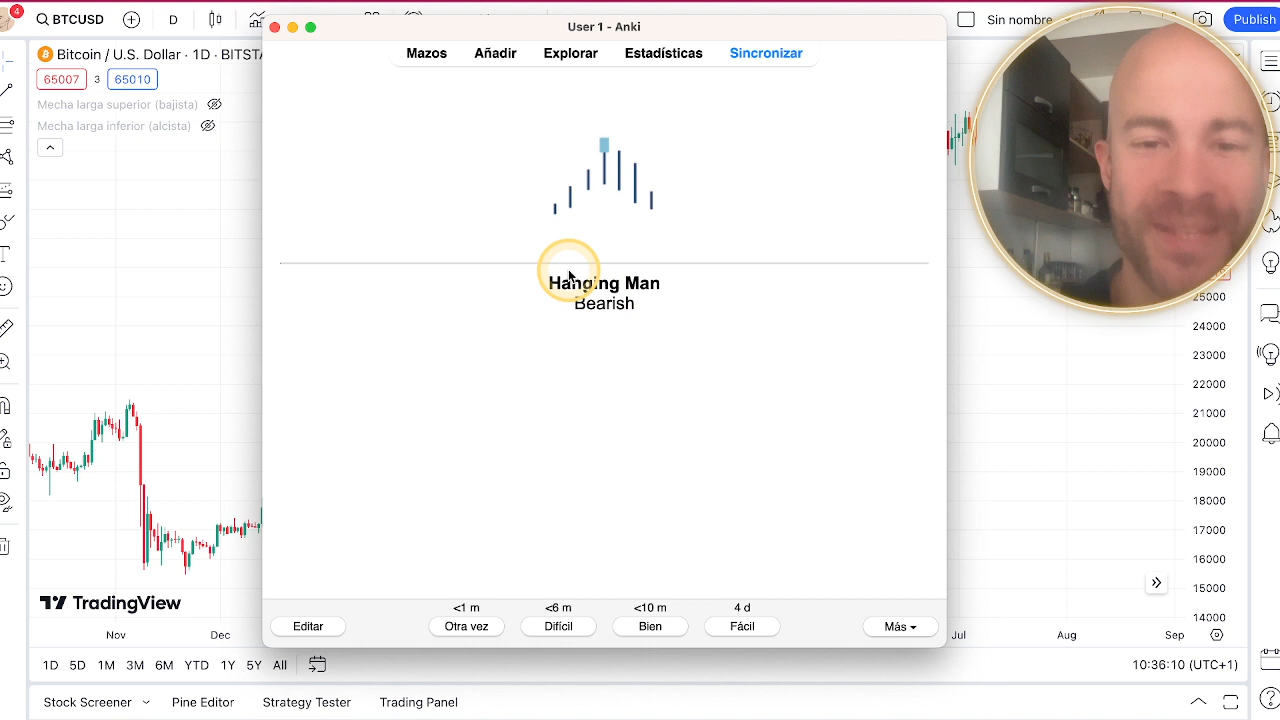 4
BTCUSD
D
Sin nombre
Publish
Bitcoin / U.S. Dollar · 1D · BITSTA
65007
3
65010
Mecha larga superior (bajista)
Mecha larga inferior (alcista)
User 1 - Anki
Mazos
Añadir
Explorar
Estadísticas
Sincronizar
Hanging Man
Bearish
<1 m
<6 m
<10 m
4 d
Editar
Otra vez
Difícil
Bien
Fácil
Más
25000
24000
23000
22000
21000
20000
19000
18000
17000
16000
15000
14000
TradingView
Nov
Dec
Jul
Aug
Sep
1D 5D 1M 3M 6M YTD 1Y 5Y All
10:36:10 (UTC+1)
Stock Screener
Pine Editor
Strategy Tester
Trading Panel